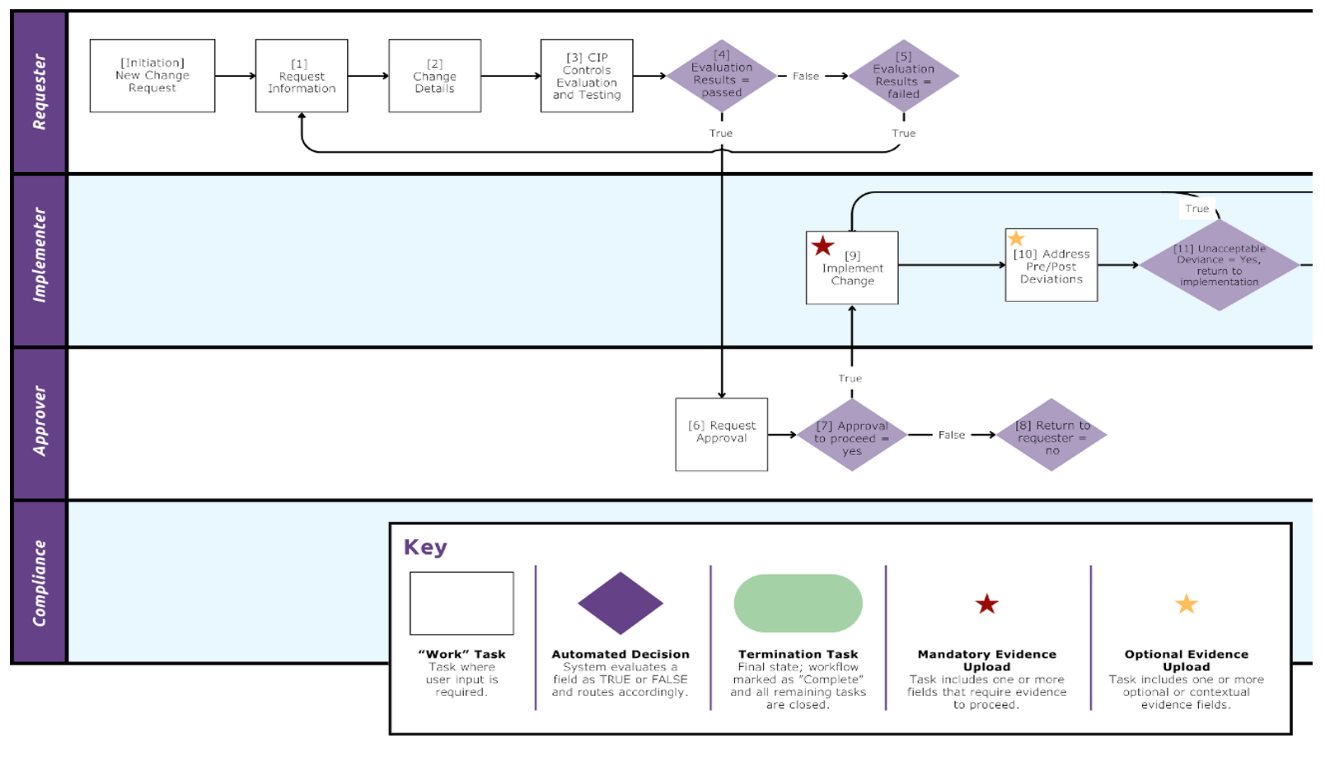 Requester
[Initiation]
New Change
Request
[1]
Request
Information
[2]
Change
Details
[3] CIP
Controls
Evaluation
and Testing
[4]
Evaluation
Results =
passed
False
[5]
Evaluation
Results =
failed
True
True
Implementer
[9]
Implement
Change
[10] Address
Pre/Post
Deviations
True
[11] Unacceptable
Deviance = Yes,
return to
implementation
Approver
[6] Request
Approval
True
[7] Approval
to proceed =
yes
False
[8] Return to
requester =
no
Compliance
Key
“Work” Task
Task where
user input is
required.
Automated Decision
System evaluates a
field as TRUE or FALSE
and routes accordingly.
Termination Task
Final state; workflow
marked as “Complete”
and all remaining tasks
are closed.
Mandatory Evidence
Upload
Task includes one or more
fields that require evidence
to proceed.
Optional Evidence
Upload
Task includes one or more
optional or contextual
evidence fields.